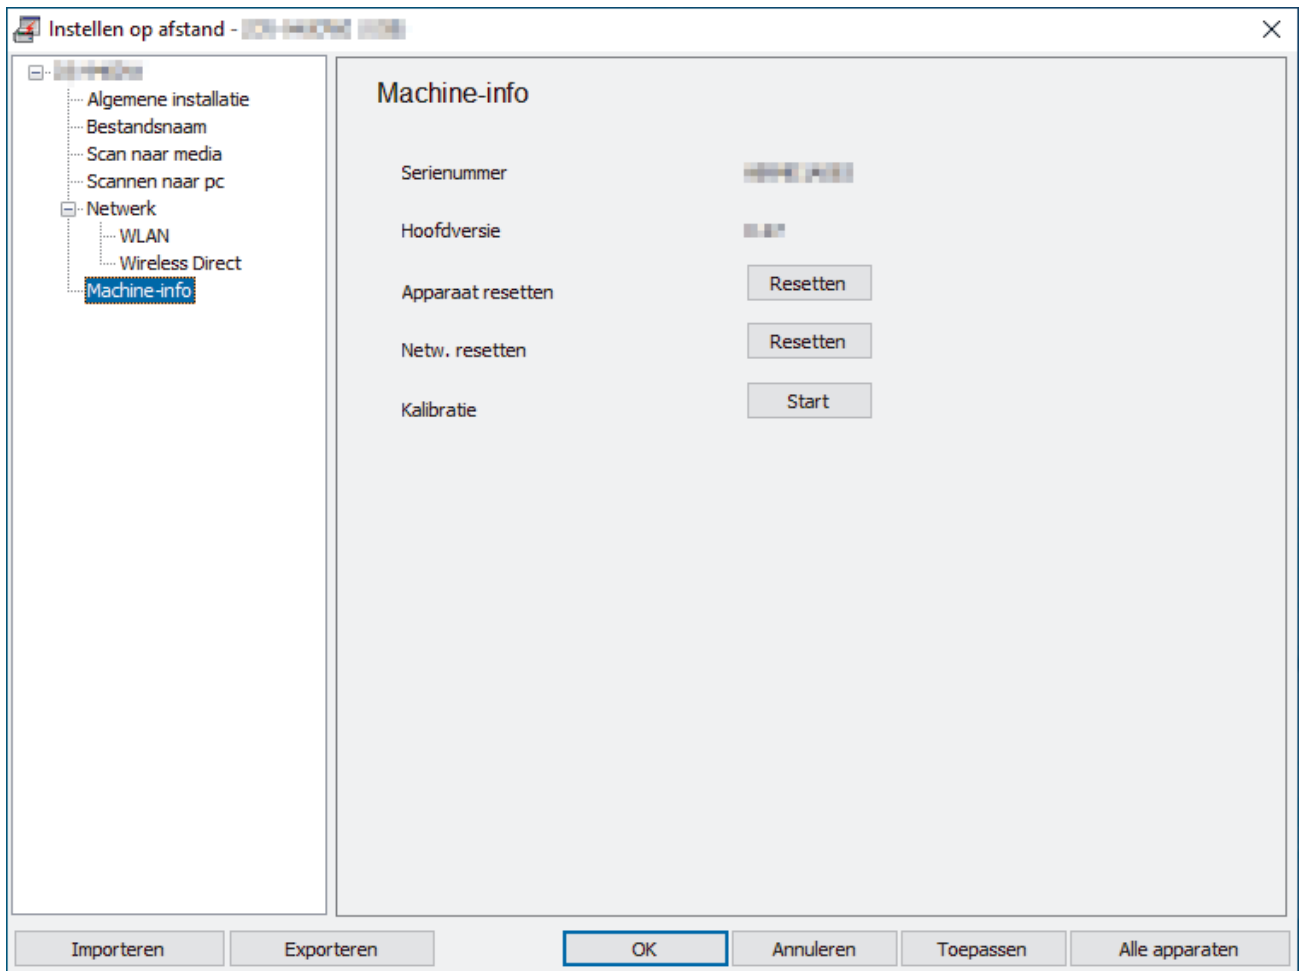 Instellen op afstand -
Algemene installatie
Bestandsnaam
Scan naar media
Scannen naar pc
Netwerk
WLAN
Wireless Direct
Machine-info
Machine-info
Serienummer
Hoofdversie
Apparaat resetten Resetten
Netw. resetten Resetten
Kalibratie Start
Importeren Exporteren OK Annuleren Toepassen Alle apparaten